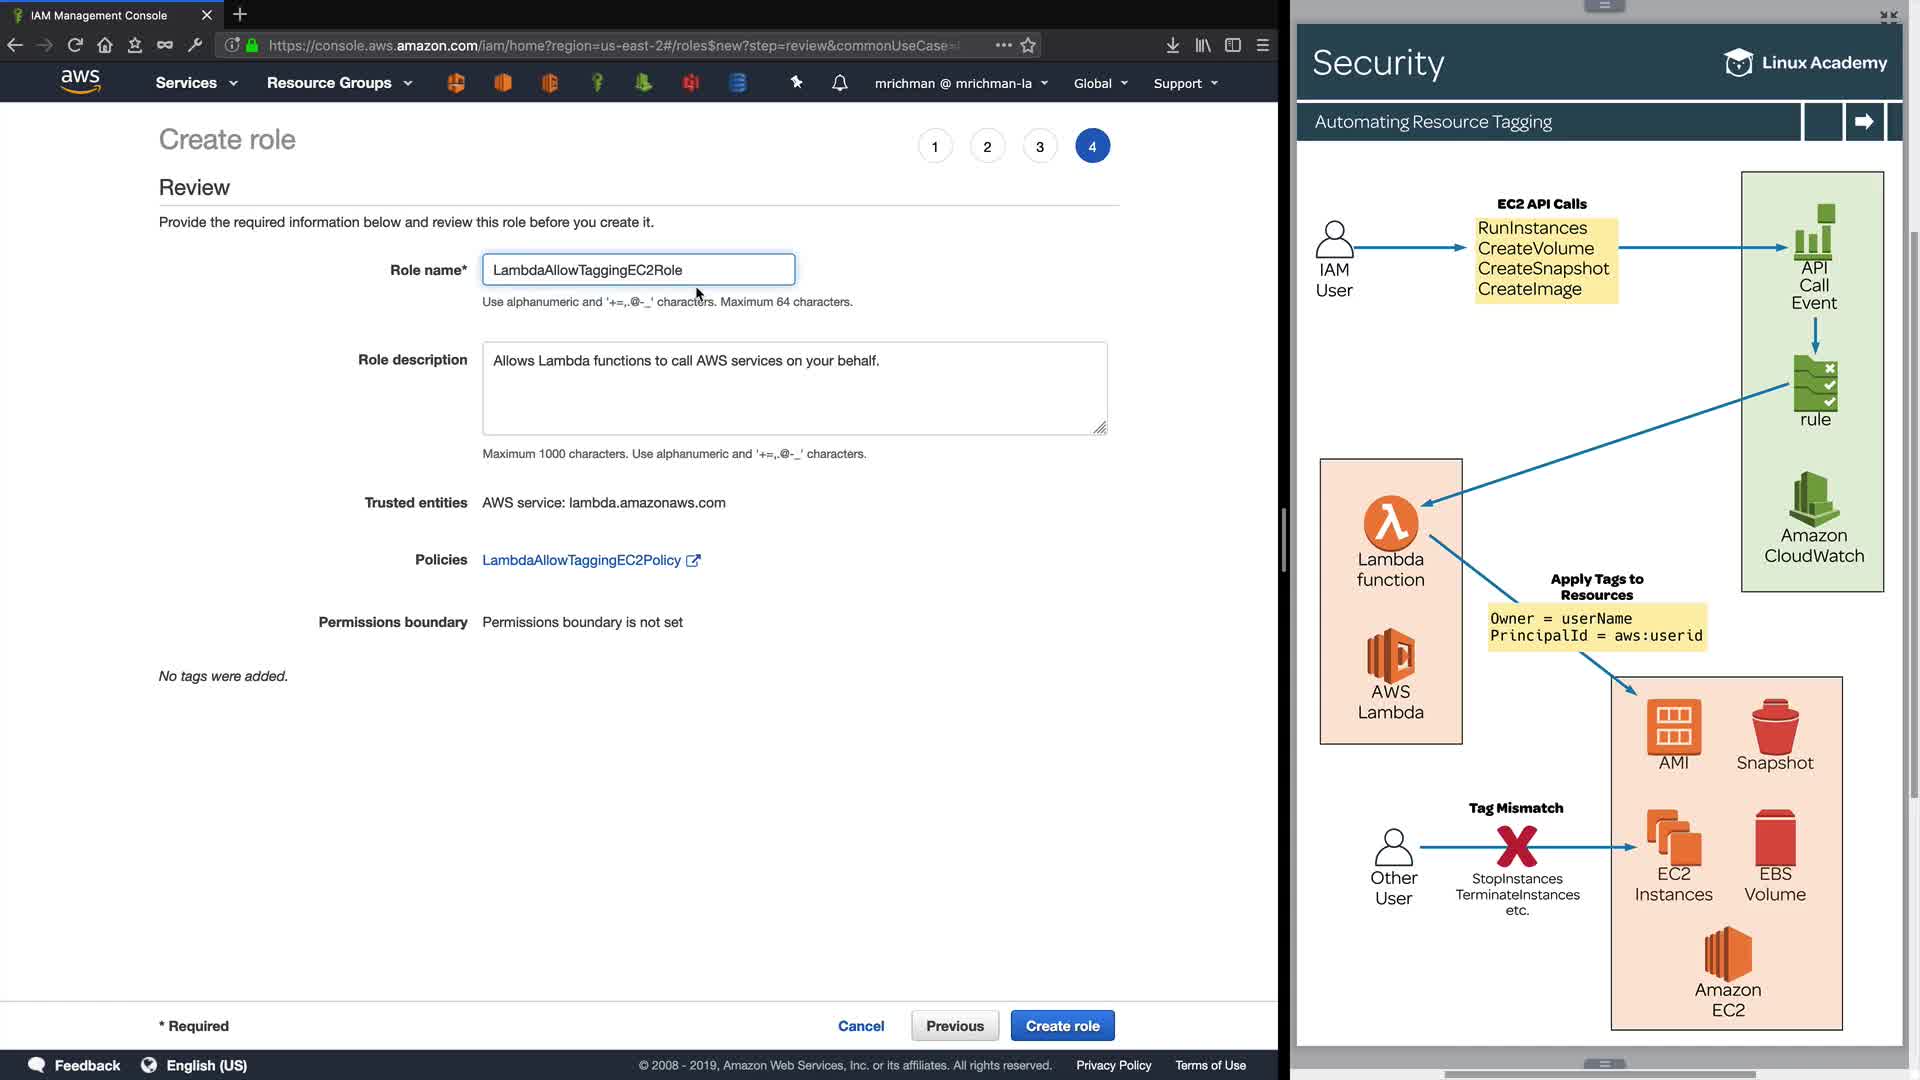 IAM Management Console
https://console.aws.amazon.com/iam/home?region=us-east-2#/roles$new?step=review&commonUseCase=
aws
Services
Resource Groups
mrichman @ mrichman-la
Global
Support
Create role
1
2
3
4
Review
Provide the required information below and review this role before you create it.
Role name*
LambdaAllowTaggingEC2Role
Use alphanumeric and '+=,.@-_' characters. Maximum 64 characters.
Role description
Allows Lambda functions to call AWS services on your behalf.
Maximum 1000 characters. Use alphanumeric and '+=,.@-_' characters.
Trusted entities
AWS service: lambda.amazonaws.com
Policies
LambdaAllowTaggingEC2Policy
Permissions boundary
Permissions boundary is not set
No tags were added.
* Required
Cancel
Previous
Create role
Feedback
English (US)
© 2008 - 2019, Amazon Web Services, Inc. or its affiliates. All rights reserved.
Privacy Policy
Terms of Use
Security
Linux Academy
Automating Resource Tagging
EC2 API Calls
RunInstances
CreateVolume
CreateSnapshot
CreateImage
IAM
User
API
Call
Event
rule
Amazon
CloudWatch
Lambda
function
AWS
Lambda
Apply Tags to
Resources
Owner = userName
PrincipalId = aws:userid
AMI
Snapshot
Tag Mismatch
Other
User
StopInstances
TerminateInstances
etc.
EC2
Instances
EBS
Volume
Amazon
EC2